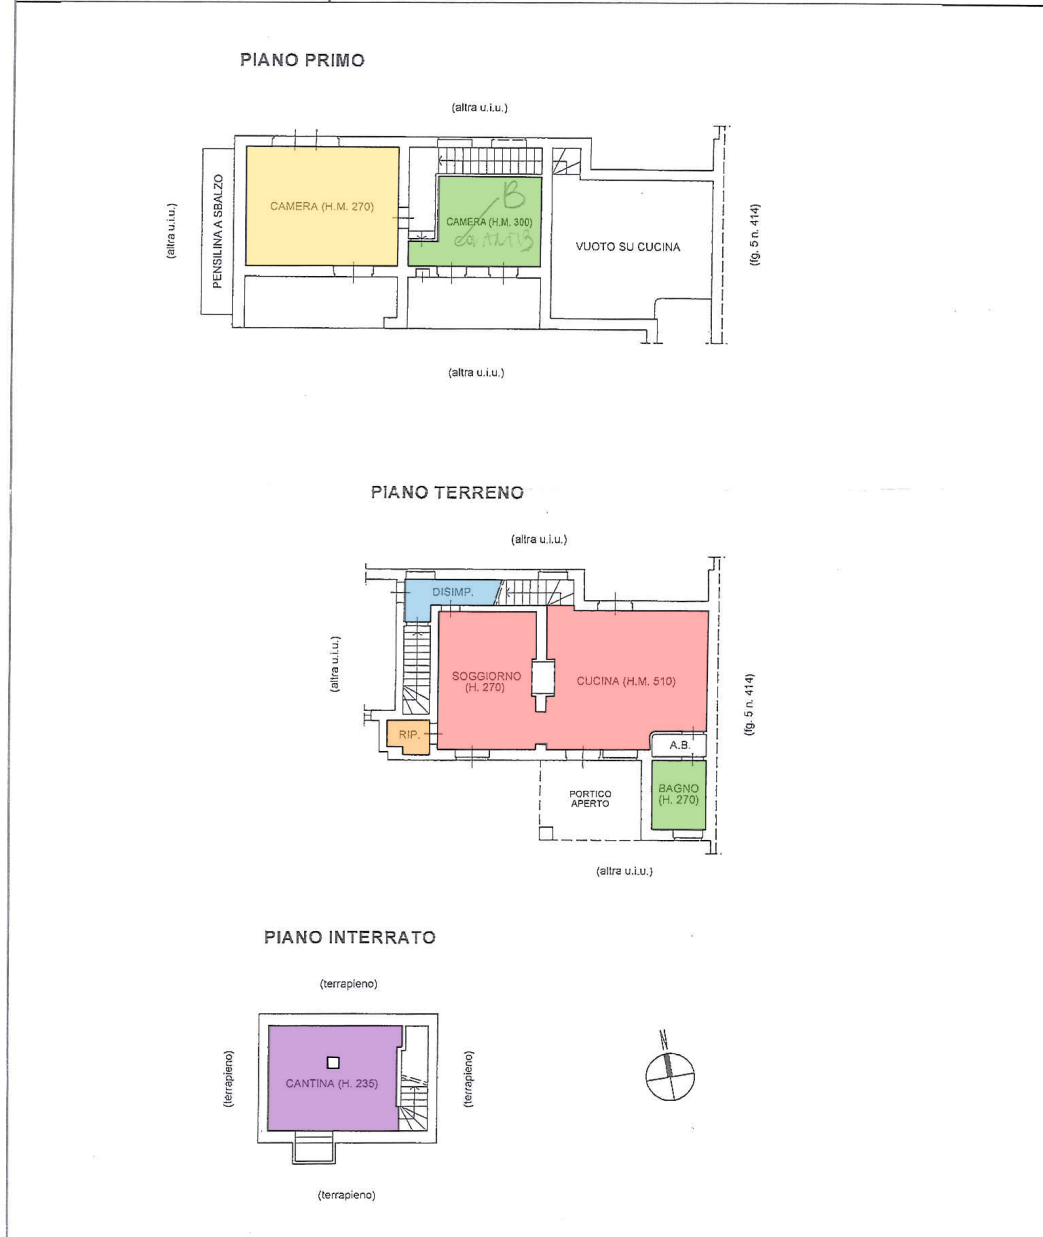 PIANO PRIMO
(altra u.i.u.)
PENSILINA A SBALZO
(altra u.i.u.)
CAMERA (H.M. 270)
B
CAMERA (H.M. 300)
VUOTO SU CUCINA
(fg. 5 n. 414)
(altra u.i.u.)
PIANO TERRENO
(altra u.i.u.)
DISIMP.
(altra u.i.u.)
SOGGIORNO
(H. 270)
CUCINA (H.M. 510)
(fg. 5 n. 414)
RIP.
A.B.
PORTICO
APERTO
BAGNO
(H. 270)
(altra u.i.u.)
PIANO INTERRATO
(terrapieno)
(terrapieno)
CANTINA (H. 235)
(terrapieno)
(terrapieno)